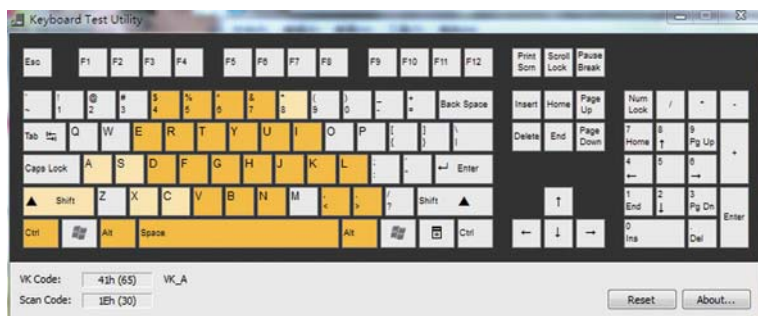 Keyboard Test Utility
Esc F1 F2 F3 F4 F5 F6 F7 F8 F9 F10 F11 F12 Print Scrn Scroll Lock Pause Break
~ ! 1 @ 2 # 3 $ 4 % 5 6 & 7 * 8 ( 9 ) 0 - + = Back Space Insert Home Page Up Num Lock / * -
Tab Q W E R T Y U I O P { [ } ] | \ Delete End Page Down 7 Home 8 ↑ 9 Pg Up +
Caps Lock A S D F G H J K L : ; Enter 4 ← 5 6 →
▲ Shift Z X C V B N M , < . > / ? Shift ▲ ↑ 1 End 2 ↓ 3 Pg Dn Enter
Ctrl Alt Space Alt Ctrl ← ↓ → 0 Ins . Del
VK Code: 41h (65) VK_A
Scan Code: 1Eh (30) Reset About...